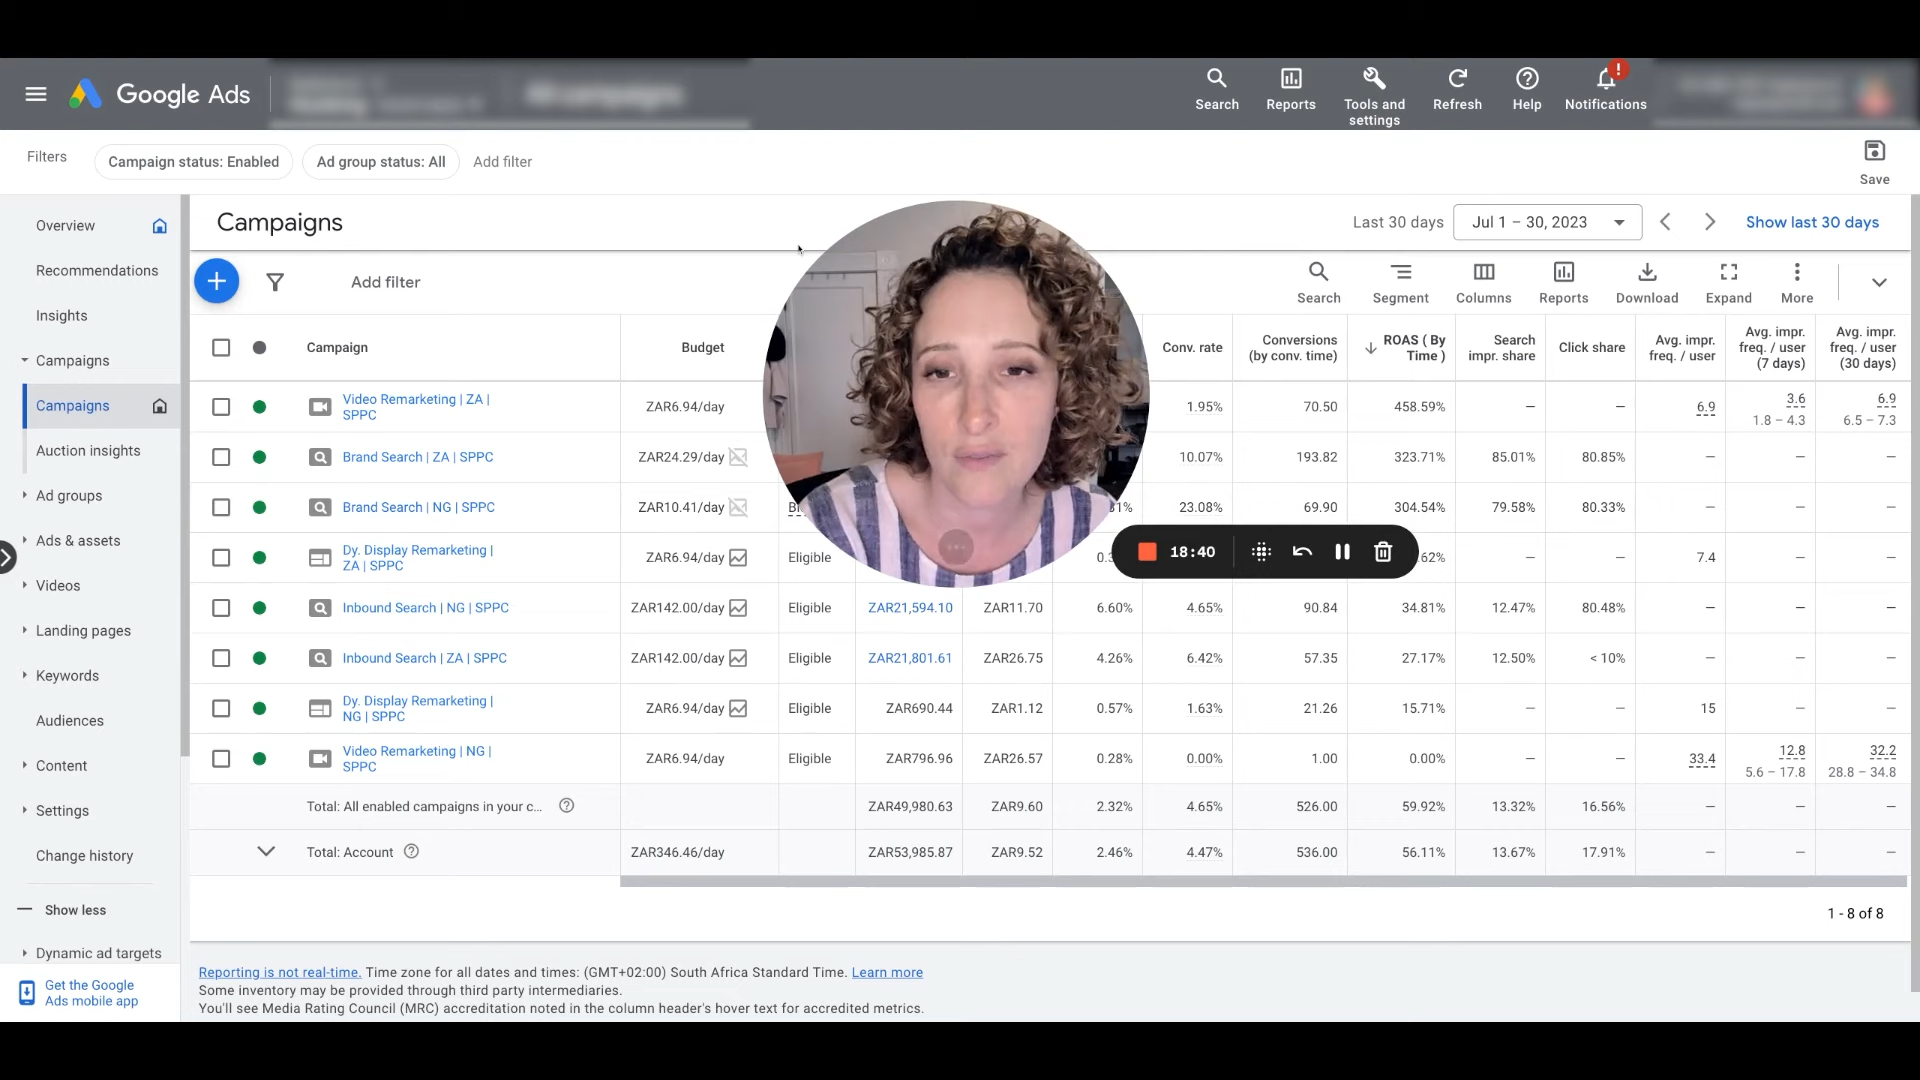 Google Ads
Search
Reports
Tools and
settings
Refresh
Help
!
Notifications
Filters
Campaign status: Enabled
Ad group status: All
Add filter
Save
Overview
Recommendations
Insights
Campaigns
Campaigns
Auction insights
Ad groups
Ads & assets
Videos
Landing pages
Keywords
Audiences
Content
Settings
Change history
Show less
Dynamic ad targets
Get the Google
Ads mobile app
Campaigns
Last 30 days
Jul 1 – 30, 2023
Show last 30 days
Add filter
Search
Segment
Columns
Reports
Download
Expand
More
Campaign
Budget
Conv. rate
Conversions
(by conv. time)
ROAS ( By
Time )
Search
impr. share
Click share
Avg. impr.
freq. / user
Avg. impr.
freq. / user
(7 days)
Avg. impr.
freq. / user
(30 days)
Video Remarketing | ZA |
SPPC
ZAR6.94/day
1.95%
70.50
458.59%
—
—
6.9
3.6
1.8 – 4.3
6.9
6.5 – 7.3
Brand Search | ZA | SPPC
ZAR24.29/day
10.07%
193.82
323.71%
85.01%
80.85%
—
—
—
Brand Search | NG | SPPC
ZAR10.41/day
23.08%
69.90
304.54%
79.58%
80.33%
—
—
—
Dy. Display Remarketing |
ZA | SPPC
ZAR6.94/day
Eligible
18:40
62%
—
—
7.4
—
—
Inbound Search | NG | SPPC
ZAR142.00/day
Eligible
ZAR21,594.10
ZAR11.70
6.60%
4.65%
90.84
34.81%
12.47%
80.48%
—
—
—
Inbound Search | ZA | SPPC
ZAR142.00/day
Eligible
ZAR21,801.61
ZAR26.75
4.26%
6.42%
57.35
27.17%
12.50%
< 10%
—
—
—
Dy. Display Remarketing |
NG | SPPC
ZAR6.94/day
Eligible
ZAR690.44
ZAR1.12
0.57%
1.63%
21.26
15.71%
—
—
15
—
—
Video Remarketing | NG |
SPPC
ZAR6.94/day
Eligible
ZAR796.96
ZAR26.57
0.28%
0.00%
1.00
0.00%
—
—
33.4
12.8
5.6 – 17.8
32.2
28.8 – 34.8
Total: All enabled campaigns in your c...
ZAR49,980.63
ZAR9.60
2.32%
4.65%
526.00
59.92%
13.32%
16.56%
—
—
—
Total: Account
ZAR346.46/day
ZAR53,985.87
ZAR9.52
2.46%
4.47%
536.00
56.11%
13.67%
17.91%
—
—
—
1 - 8 of 8
Reporting is not real-time. Time zone for all dates and times: (GMT+02:00) South Africa Standard Time. Learn more
Some inventory may be provided through third party intermediaries.
You'll see Media Rating Council (MRC) accreditation noted in the column header's hover text for accredited metrics.